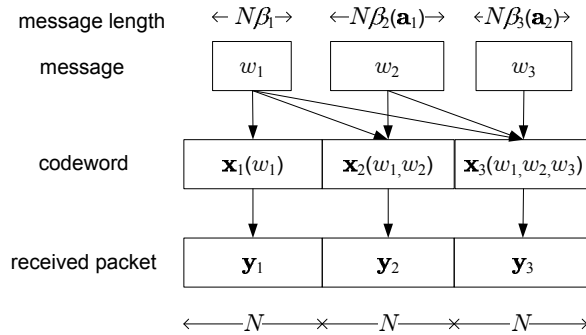 message length Nβ₁ Nβ₂(a₁) Nβ₃(a₂)
message w₁ w₂ w₃
codeword x₁(w₁) x₂(w₁,w₂) x₃(w₁,w₂,w₃)
received packet y₁ y₂ y₃
N N N